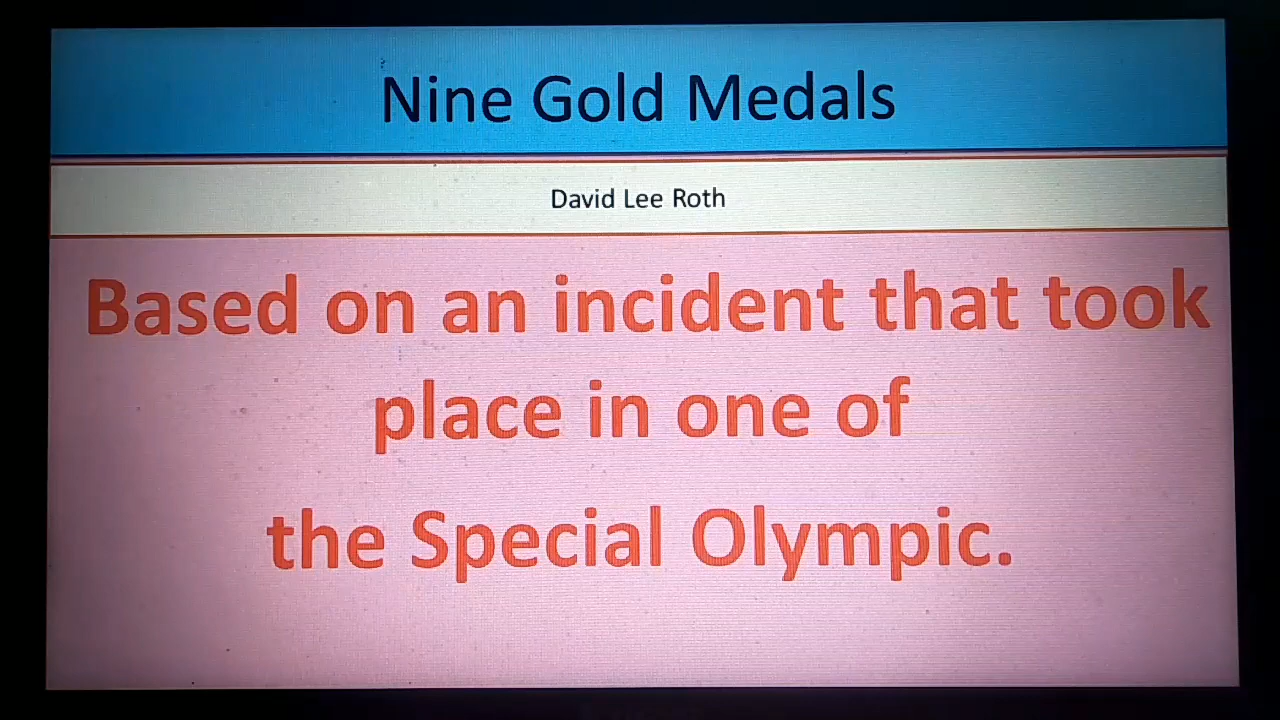 Nine Gold Medals
David Lee Roth
Based on an incident that took
place in one of
the Special Olympic.